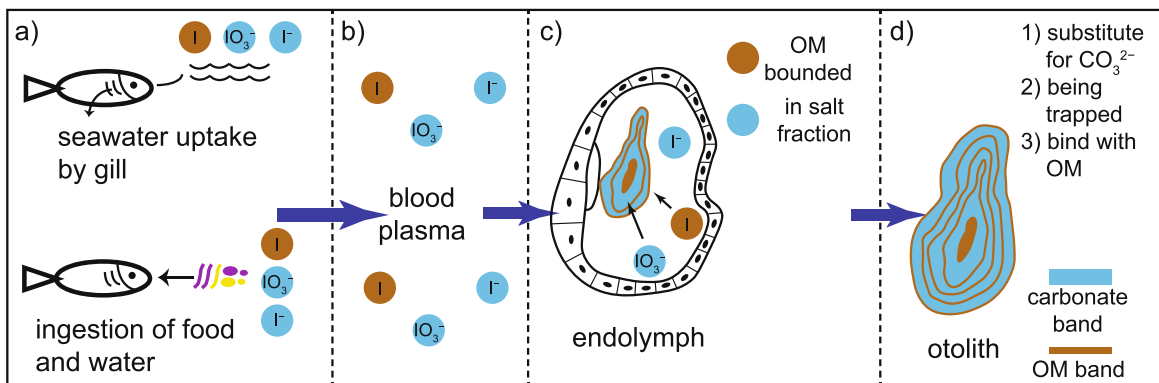 a)
I
IO₃⁻
I⁻
seawater uptake
by gill
I
IO₃⁻
I⁻
ingestion of food
and water
b)
I
I⁻
IO₃⁻
blood
plasma
I
I⁻
IO₃⁻
c)
OM
bounded
in salt
fraction
I⁻
I
IO₃⁻
endolymph
d)
1) substitute
for CO₃²⁻
2) being
trapped
3) bind with
OM
otolith
carbonate
band
OM band